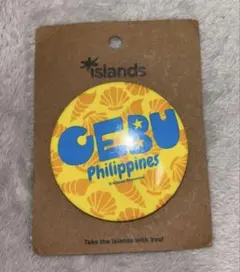 islands
CEBU
Philippines
Take the Islands with You!